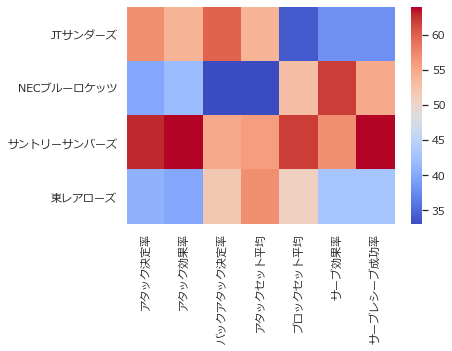 JTサンダーズ
NECブルーロケッツ
サントリーサンバーズ
東レアローズ
アタック決定率
アタック効果率
バックアタック決定率
アタックセット平均
ブロックセット平均
サーブ効果率
サーブレシーブ成功率
60
55
50
45
40
35